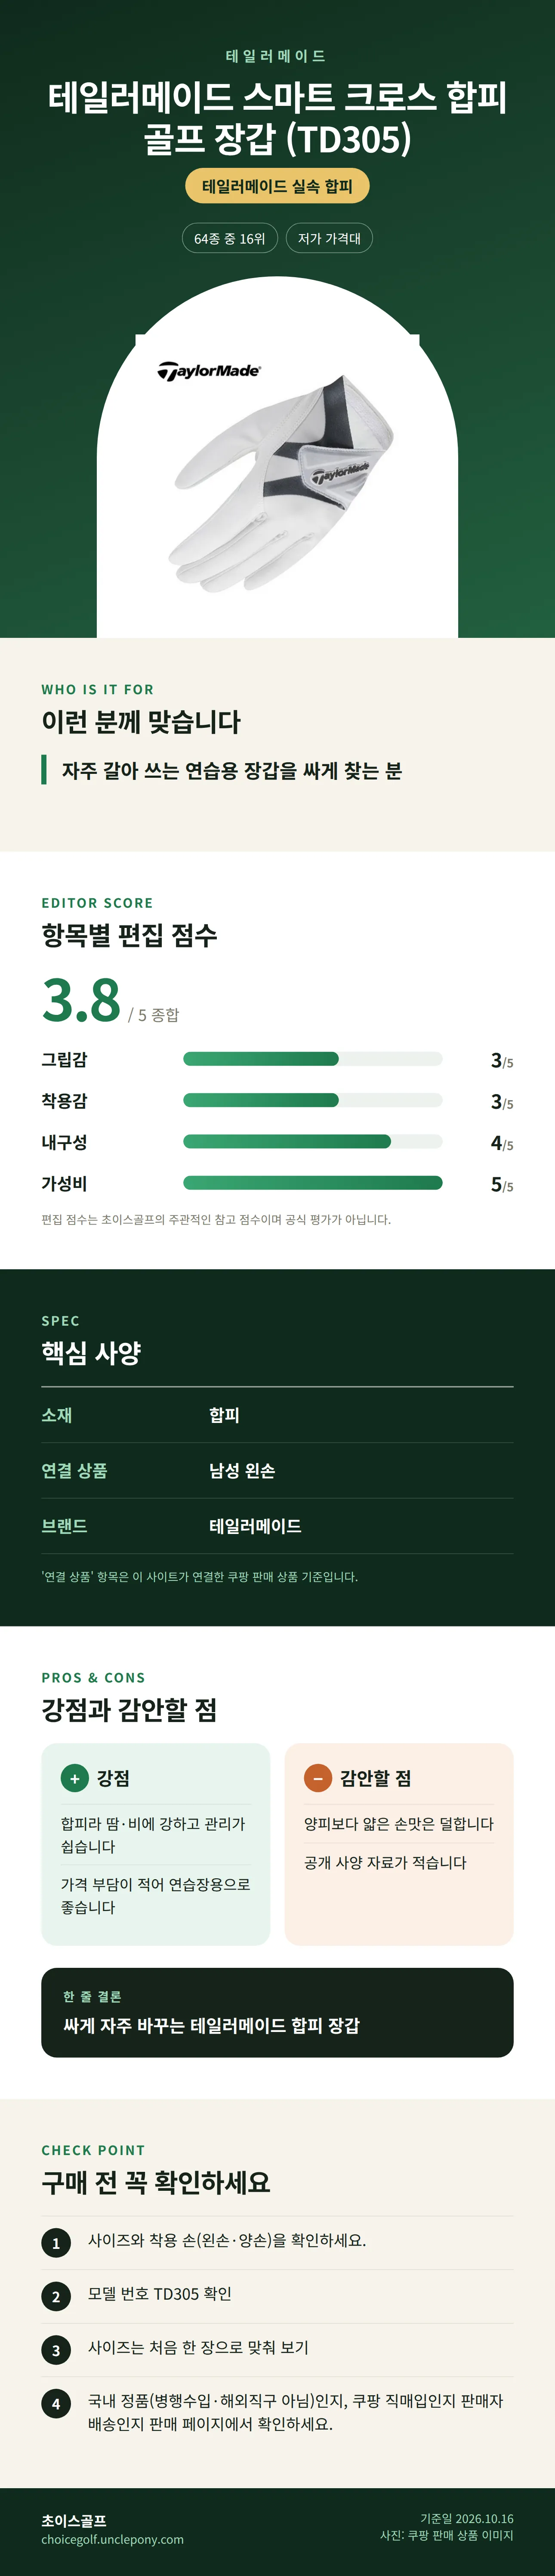 테일러메이드
테일러메이드 스마트 크로스 합피
골프 장갑 (TD305)
테일러메이드 실속 합피
64종 중 16위
저가 가격대
TaylorMade
TaylorMade
WHO IS IT FOR
이런 분께 맞습니다
자주 갈아 쓰는 연습용 장갑을 싸게 찾는 분
EDITOR SCORE
항목별 편집 점수
3.8 / 5 종합
그립감 3/5
착용감 3/5
내구성 4/5
가성비 5/5
편집 점수는 초이스골프의 주관적인 참고 점수이며 공식 평가가 아닙니다.
SPEC
핵심 사양
소재 합피
연결 상품 남성 왼손
브랜드 테일러메이드
'연결 상품' 항목은 이 사이트가 연결한 쿠팡 판매 상품 기준입니다.
PROS & CONS
강점과 감안할 점
+ 강점
합피라 땀·비에 강하고 관리가
쉽습니다
가격 부담이 적어 연습장용으로
좋습니다
− 감안할 점
양피보다 얇은 손맛은 덜합니다
공개 사양 자료가 적습니다
한 줄 결론
싸게 자주 바꾸는 테일러메이드 합피 장갑
CHECK POINT
구매 전 꼭 확인하세요
1 사이즈와 착용 손(왼손·양손)을 확인하세요.
2 모델 번호 TD305 확인
3 사이즈는 처음 한 장으로 맞춰 보기
4 국내 정품(병행수입·해외직구 아님)인지, 쿠팡 직매입인지 판매자
배송인지 판매 페이지에서 확인하세요.
초이스골프
choicegolf.unclepony.com
기준일 2026.10.16
사진: 쿠팡 판매 상품 이미지